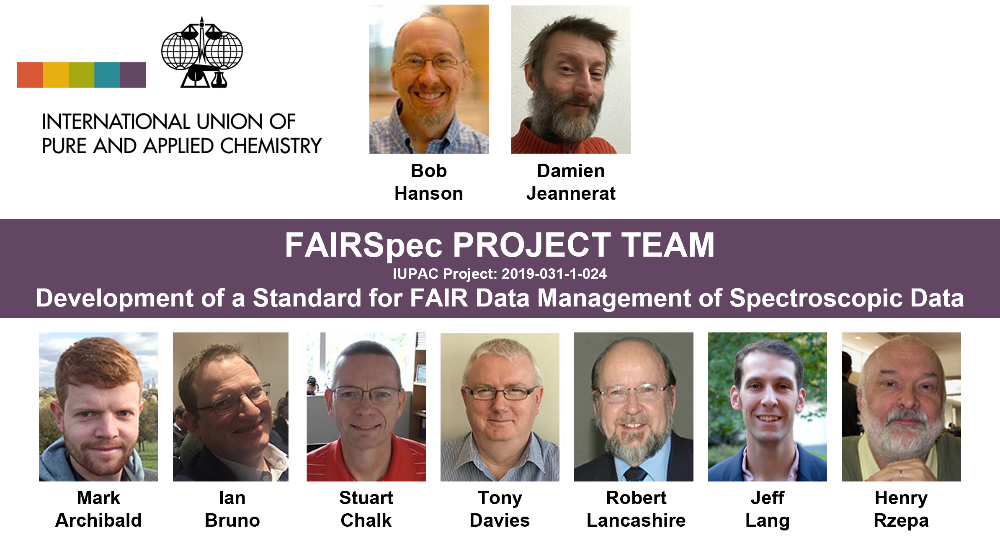 INTERNATIONAL UNION OF
PURE AND APPLIED CHEMISTRY
Bob
Hanson
Damien
Jeannerat
FAIRSpec PROJECT TEAM
IUPAC Project: 2019-031-1-024
Development of a Standard for FAIR Data Management of Spectroscopic Data
Mark
Archibald
Ian
Bruno
Stuart
Chalk
Tony
Davies
Robert
Lancashire
Jeff
Lang
Henry
Rzepa